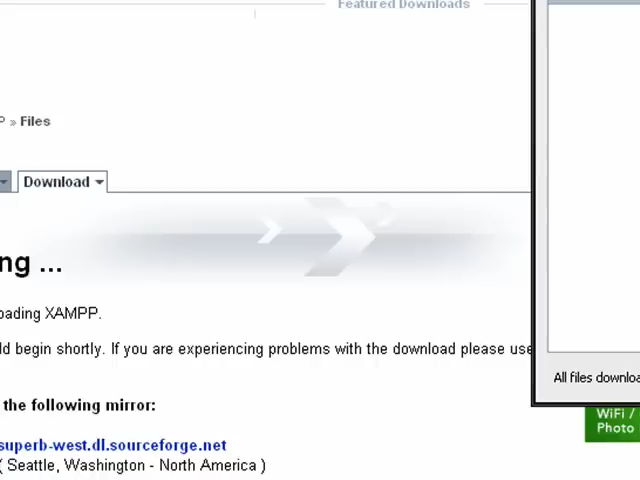 Featured Downloads
P » Files
Download
ng ...
oading XAMPP.
ld begin shortly. If you are experiencing problems with the download please use
All files downloa
the following mirror:
WiFi /
Photo
superb-west.dl.sourceforge.net
( Seattle, Washington - North America )